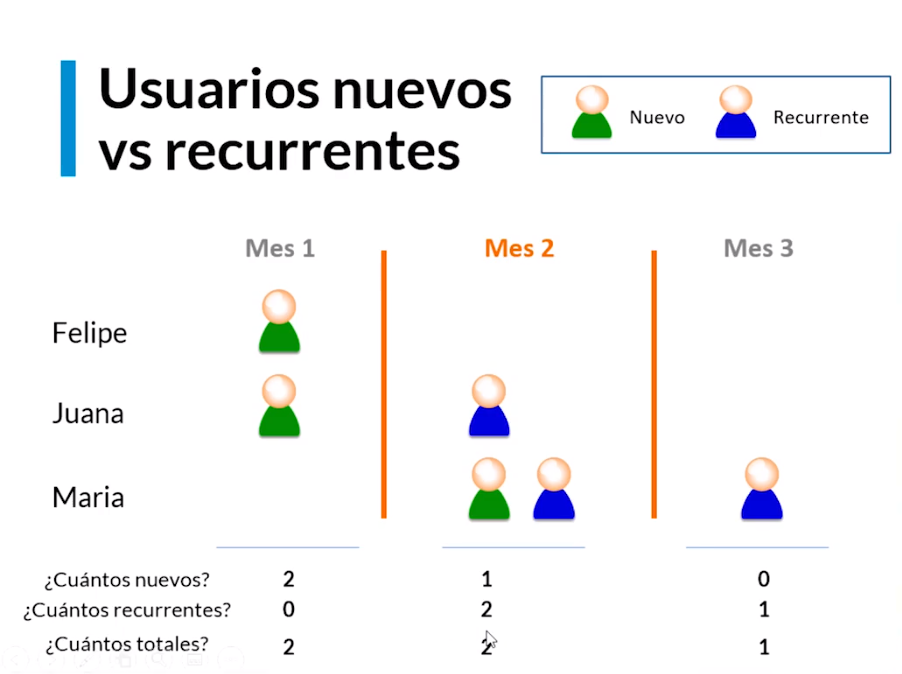 Usuarios nuevos
vs recurrentes
Nuevo Recurrente
Mes 1 Mes 2 Mes 3
Felipe
Juana
Maria
¿Cuántos nuevos? 2 1 0
¿Cuántos recurrentes? 0 2 1
¿Cuántos totales? 2 2 1